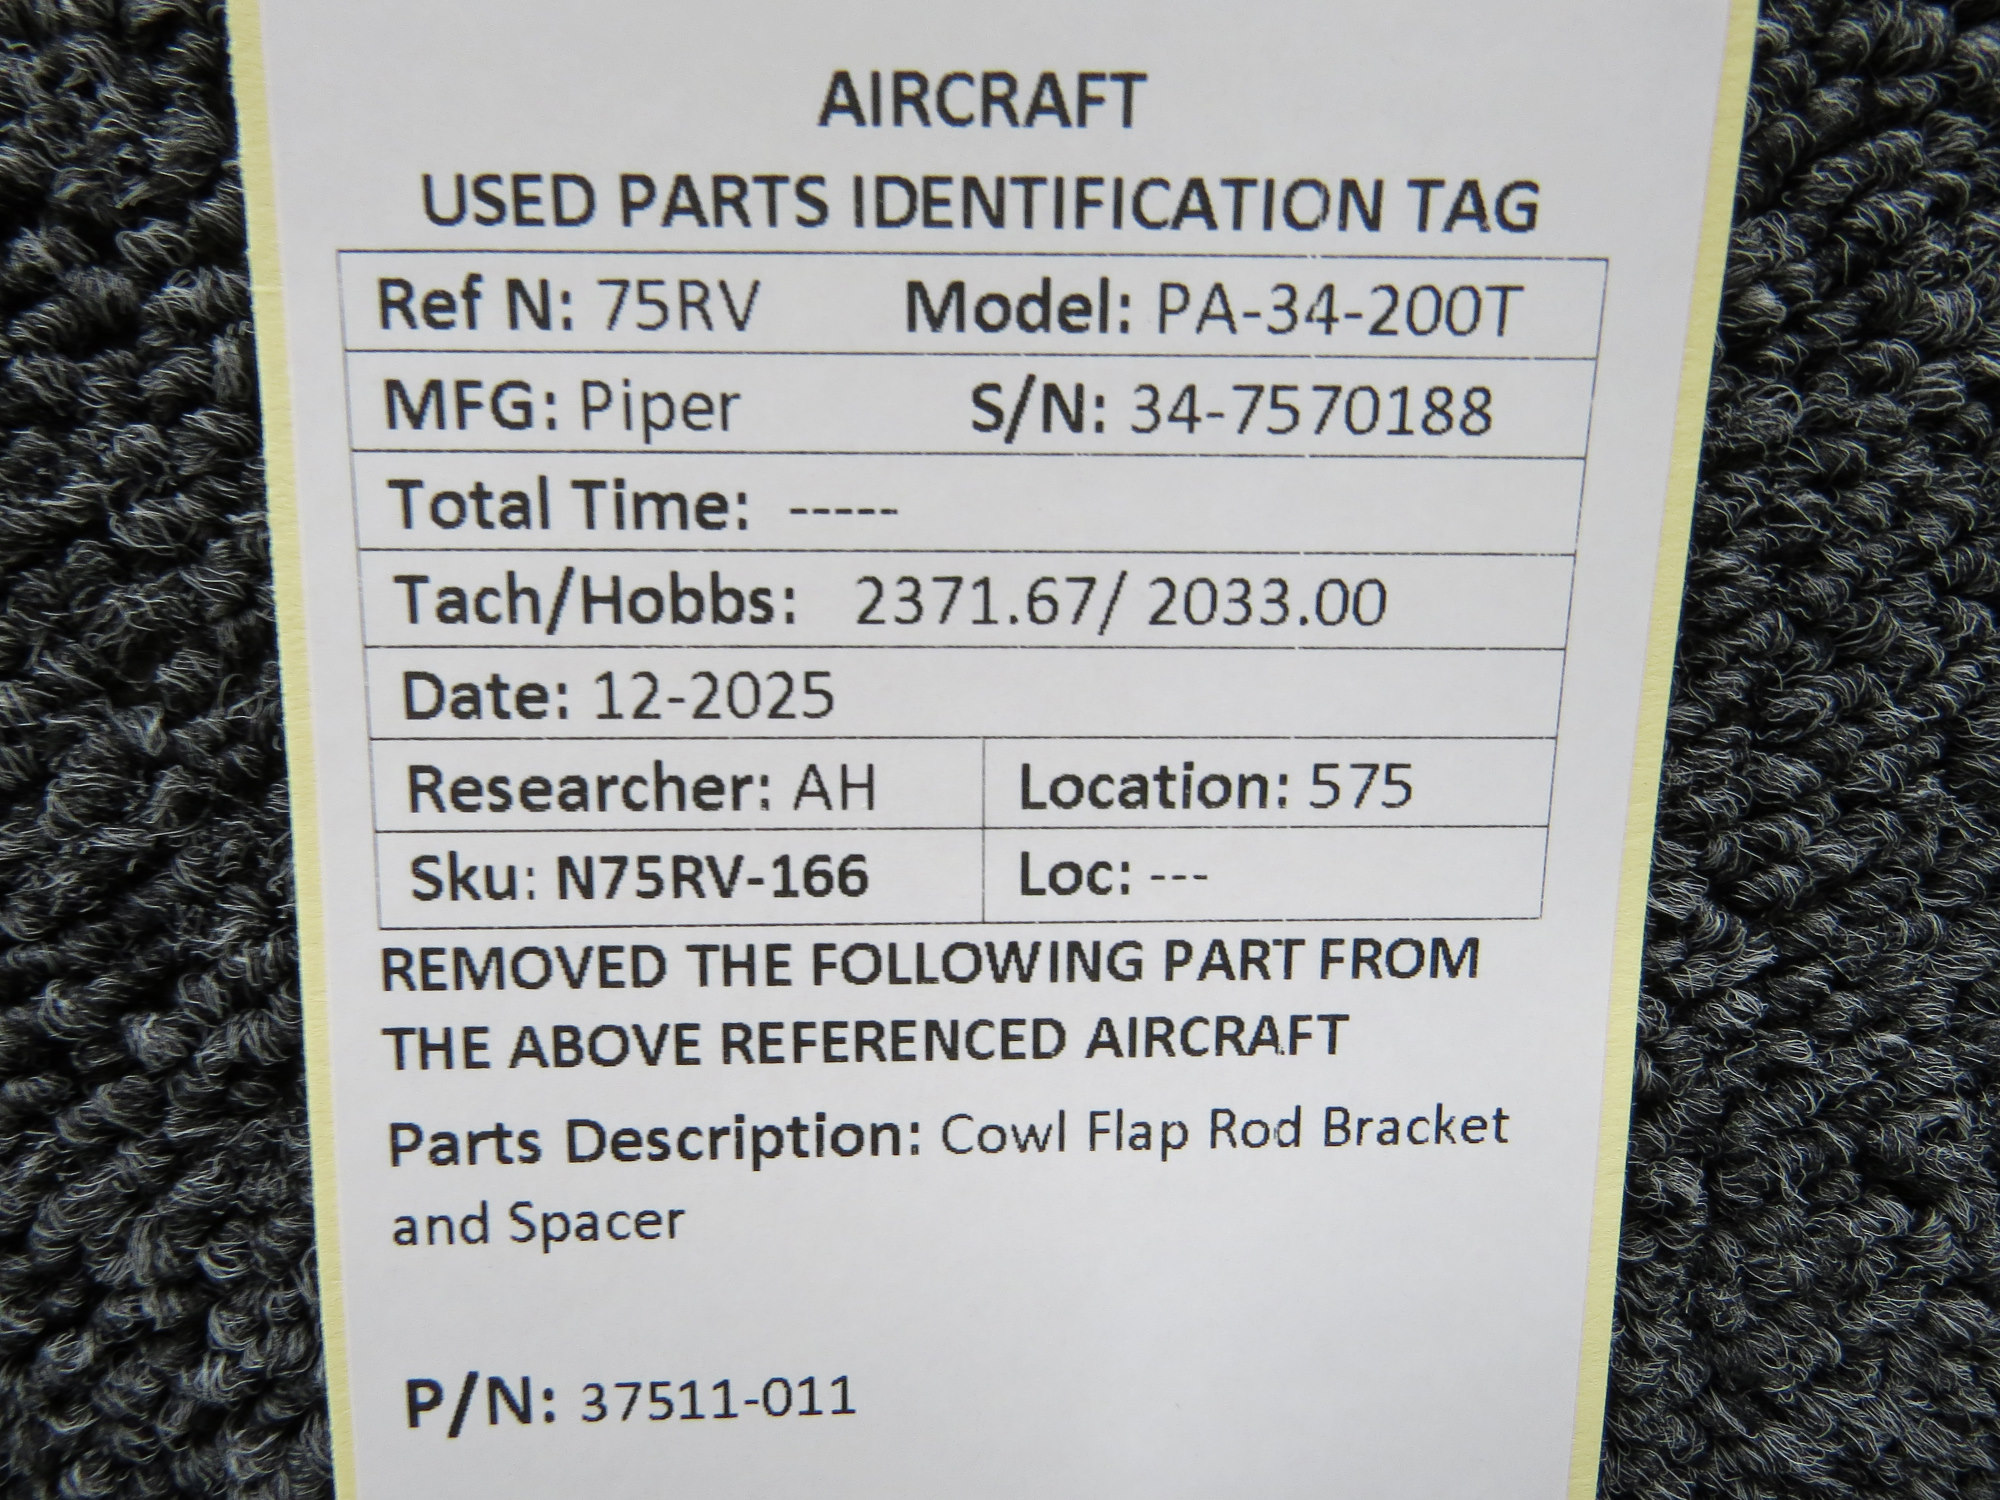 AIRCRAFT
USED PARTS IDENTIFICATION TAG
Ref N: 75RV Model: PA-34-200T
MFG: Piper S/N: 34-7570188
Total Time: -----
Tach/Hobbs: 2371.67/ 2033.00
Date: 12-2025
Researcher: AH Location: 575
Sku: N75RV-166 Loc: ---
REMOVED THE FOLLOWING PART FROM
THE ABOVE REFERENCED AIRCRAFT
Parts Description: Cowl Flap Rod Bracket
and Spacer
P/N: 37511-011